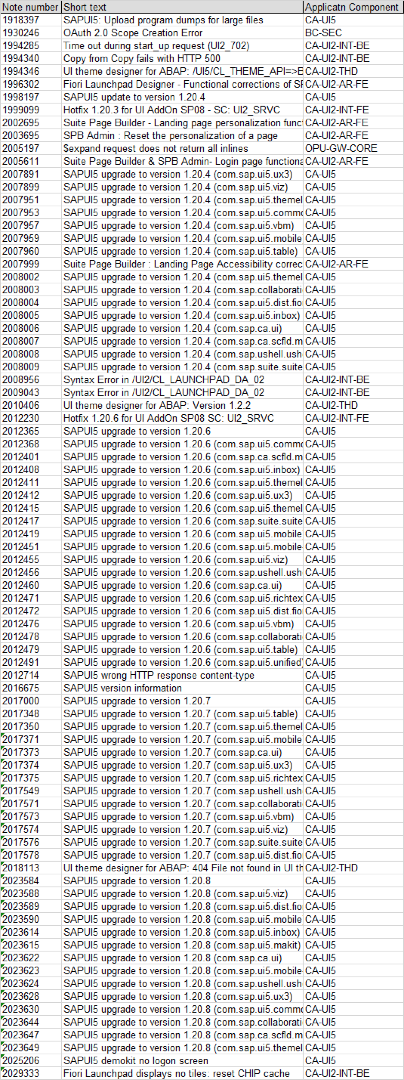 Note number Short text Applicatn Component
1918397 SAPUI5: Upload program dumps for large files CA-UI5
1930246 OAuth 2.0 Scope Creation Error BC-SEC
1994285 Time out during start_up request (UI2_702) CA-UI2-INT-BE
1994340 Copy from Copy fails with HTTP 500 CA-UI2-INT-BE
1994346 UI theme designer for ABAP: /UI5/CL_THEME_API=>E CA-UI2-THD
1996302 Fiori Launchpad Designer - Functional corrections of SF CA-UI2-AR-FE
1998197 SAPUI5 update to version 1.20.4 CA-UI5
1999099 Hotfix 1.20.3 for UI AddOn SP08 - SC: UI2_SRVC CA-UI2-INT-FE
2002695 Suite Page Builder - Landing page personalization func CA-UI2-AR-FE
2003695 SPB Admin : Reset the personalization of a page CA-UI2-AR-FE
2005197 $expand request does not return all inlines OPU-GW-CORE
2005611 Suite Page Builder & SPB Admin- Login page functiona CA-UI2-AR-FE
2007891 SAPUI5 upgrade to version 1.20.4 (com.sap.ui5.ux3) CA-UI5
2007899 SAPUI5 upgrade to version 1.20.4 (com.sap.ui5.viz) CA-UI5
2007951 SAPUI5 upgrade to version 1.20.4 (com.sap.ui5.themel CA-UI5
2007953 SAPUI5 upgrade to version 1.20.4 (com.sap.ui5.commo CA-UI5
2007957 SAPUI5 upgrade to version 1.20.4 (com.sap.ui5.vbm) CA-UI5
2007959 SAPUI5 upgrade to version 1.20.4 (com.sap.ui5.mobile CA-UI5
2007960 SAPUI5 upgrade to version 1.20.4 (com.sap.ui5.table) CA-UI5
2007999 Suite Page Builder : Landing Page Accessibility correc CA-UI2-AR-FE
2008002 SAPUI5 upgrade to version 1.20.4 (com.sap.ui5.themel CA-UI5
2008003 SAPUI5 upgrade to version 1.20.4 (com.sap.collaborati CA-UI5
2008004 SAPUI5 upgrade to version 1.20.4 (com.sap.ui5.dist.fio CA-UI5
2008005 SAPUI5 upgrade to version 1.20.4 (com.sap.ui5.inbox) CA-UI5
2008006 SAPUI5 upgrade to version 1.20.4 (com.sap.ca.ui) CA-UI5
2008007 SAPUI5 upgrade to version 1.20.4 (com.sap.ca.scfld.m CA-UI5
2008008 SAPUI5 upgrade to version 1.20.4 (com.sap.ushell.ush CA-UI5
2008009 SAPUI5 upgrade to version 1.20.4 (com.sap.suite.suite CA-UI5
2008956 Syntax Error in /UI2/CL_LAUNCHPAD_DA_02 CA-UI2-INT-BE
2009043 Syntax Error in /UI2/CL_LAUNCHPAD_DA_02 CA-UI2-INT-BE
2010406 UI theme designer for ABAP: Version 1.2.2 CA-UI2-THD
2012230 Hotfix 1.20.6 for UI AddOn SP08 SC: UI2_SRVC CA-UI2-INT-FE
2012365 SAPUI5 upgrade to version 1.20.6 CA-UI5
2012368 SAPUI5 upgrade to version 1.20.6 (com.sap.ui5.commo CA-UI5
2012401 SAPUI5 upgrade to version 1.20.6 (com.sap.ca.scfld.m CA-UI5
2012408 SAPUI5 upgrade to version 1.20.6 (com.sap.ui5.inbox) CA-UI5
2012411 SAPUI5 upgrade to version 1.20.6 (com.sap.ui5.themel CA-UI5
2012412 SAPUI5 upgrade to version 1.20.6 (com.sap.ui5.ux3) CA-UI5
2012415 SAPUI5 upgrade to version 1.20.6 (com.sap.ui5.themel CA-UI5
2012417 SAPUI5 upgrade to version 1.20.6 (com.sap.suite.suite CA-UI5
2012419 SAPUI5 upgrade to version 1.20.6 (com.sap.ui5.mobile CA-UI5
2012451 SAPUI5 upgrade to version 1.20.6 (com.sap.ui5.mobile- CA-UI5
2012455 SAPUI5 upgrade to version 1.20.6 (com.sap.ui5.viz) CA-UI5
2012456 SAPUI5 upgrade to version 1.20.6 (com.sap.ushell.ush CA-UI5
2012460 SAPUI5 upgrade to version 1.20.6 (com.sap.ca.ui) CA-UI5
2012471 SAPUI5 upgrade to version 1.20.6 (com.sap.ui5.richtex CA-UI5
2012472 SAPUI5 upgrade to version 1.20.6 (com.sap.ui5.dist.fio CA-UI5
2012476 SAPUI5 upgrade to version 1.20.6 (com.sap.ui5.vbm) CA-UI5
2012478 SAPUI5 upgrade to version 1.20.6 (com.sap.collaborati CA-UI5
2012479 SAPUI5 upgrade to version 1.20.6 (com.sap.ui5.table) CA-UI5
2012491 SAPUI5 upgrade to version 1.20.6 (com.sap.ui5.unified) CA-UI5
2012714 SAPUI5 wrong HTTP response content-type CA-UI5
2016675 SAPUI5 version information CA-UI5
2017000 SAPUI5 upgrade to version 1.20.7 CA-UI5
2017348 SAPUI5 upgrade to version 1.20.7 (com.sap.ui5.table) CA-UI5
2017350 SAPUI5 upgrade to version 1.20.7 (com.sap.ui5.themel CA-UI5
2017371 SAPUI5 upgrade to version 1.20.7 (com.sap.ui5.mobile- CA-UI5
2017373 SAPUI5 upgrade to version 1.20.7 (com.sap.ca.ui) CA-UI5
2017374 SAPUI5 upgrade to version 1.20.7 (com.sap.ui5.ux3) CA-UI5
2017375 SAPUI5 upgrade to version 1.20.7 (com.sap.ui5.richtex CA-UI5
2017549 SAPUI5 upgrade to version 1.20.7 (com.sap.ushell.ush CA-UI5
2017571 SAPUI5 upgrade to version 1.20.7 (com.sap.collaborati CA-UI5
2017573 SAPUI5 upgrade to version 1.20.7 (com.sap.ui5.vbm) CA-UI5
2017574 SAPUI5 upgrade to version 1.20.7 (com.sap.ui5.viz) CA-UI5
2017576 SAPUI5 upgrade to version 1.20.7 (com.sap.suite.suite CA-UI5
2017578 SAPUI5 upgrade to version 1.20.7 (com.sap.ui5.dist.fio CA-UI5
2018113 UI theme designer for ABAP: 404 File not found in UI th CA-UI2-THD
2023584 SAPUI5 upgrade to version 1.20.8 CA-UI5
2023588 SAPUI5 upgrade to version 1.20.8 (com.sap.ui5.viz) CA-UI5
2023589 SAPUI5 upgrade to version 1.20.8 (com.sap.ui5.dist.fio CA-UI5
2023590 SAPUI5 upgrade to version 1.20.8 (com.sap.ui5.mobile CA-UI5
2023614 SAPUI5 upgrade to version 1.20.8 (com.sap.ui5.inbox) CA-UI5
2023615 SAPUI5 upgrade to version 1.20.8 (com.sap.ui5.makit) CA-UI5
2023622 SAPUI5 upgrade to version 1.20.8 (com.sap.ca.ui) CA-UI5
2023623 SAPUI5 upgrade to version 1.20.8 (com.sap.ui5.mobile- CA-UI5
2023624 SAPUI5 upgrade to version 1.20.8 (com.sap.ushell.ush CA-UI5
2023628 SAPUI5 upgrade to version 1.20.8 (com.sap.ui5.ux3) CA-UI5
2023630 SAPUI5 upgrade to version 1.20.8 (com.sap.ui5.commo CA-UI5
2023644 SAPUI5 upgrade to version 1.20.8 (com.sap.collaborati CA-UI5
2023647 SAPUI5 upgrade to version 1.20.8 (com.sap.ca.scfld.m CA-UI5
2023649 SAPUI5 upgrade to version 1.20.8 (com.sap.ui5.themel CA-UI5
2025206 SAPUI5 demokit no logon screen CA-UI5
2029333 Fiori Launchpad displays no tiles: reset CHIP cache CA-UI2-INT-BE